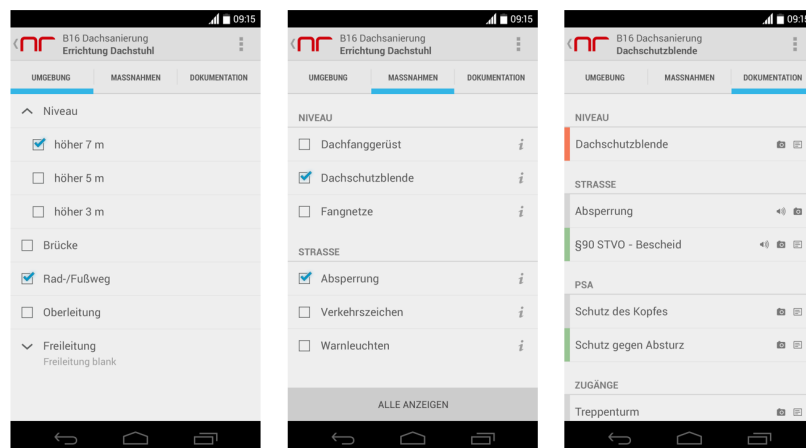 09:15
B16 Dachsanierung
Errichtung Dachstuhl
UMGEBUNG MASSNAHMEN DOKUMENTATION
Niveau
höher 7 m
höher 5 m
höher 3 m
Brücke
Rad-/Fußweg
Oberleitung
Freileitung
Freileitung blank
09:15
B16 Dachsanierung
Errichtung Dachstuhl
UMGEBUNG MASSNAHMEN DOKUMENTATION
NIVEAU
Dachfanggerüst i
Dachschutzblende i
Fangnetze i
STRASSE
Absperrung i
Verkehrszeichen i
Warnleuchten i
ALLE ANZEIGEN
09:15
B16 Dachsanierung
Dachschutzblende
UMGEBUNG MASSNAHMEN DOKUMENTATION
NIVEAU
Dachschutzblende
STRASSE
Absperrung
§90 STVO - Bescheid
PSA
Schutz des Kopfes
Schutz gegen Absturz
ZUGÄNGE
Treppenturm